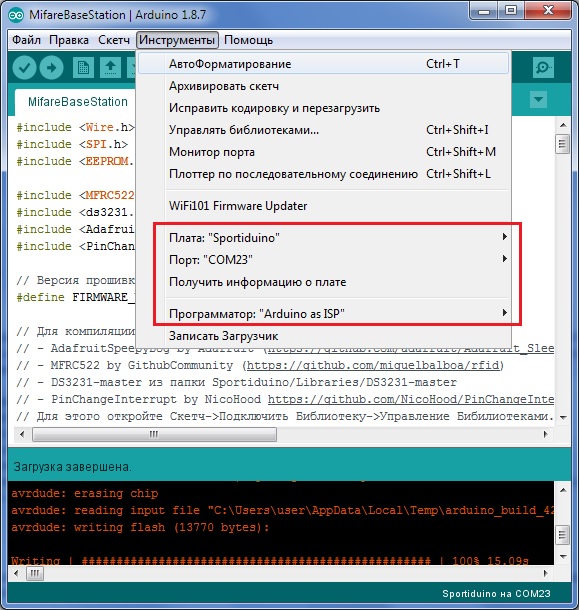 MifareBaseStation | Arduino 1.8.7
Файл Правка Скетч Инструменты Помощь
АвтоФорматирование Ctrl+T
Архивировать скетч
Исправить кодировку и перезагрузить
Управлять библиотеками... Ctrl+Shift+I
Монитор порта Ctrl+Shift+M
Плоттер по последовательному соединению Ctrl+Shift+L
WiFi101 Firmware Updater
Плата: "Sportiduino"
Порт: "COM23"
Получить информацию о плате
Программатор: "Arduino as ISP"
Записать Загрузчик
MifareBaseStation
#include <Wire.h>
#include <SPI.h>
#include <EEPROM.
#include <MFRC522
#include <ds3231.
#include <Adafrui
#include <PinChang
// Версия прошивк
#define FIRMWARE_
// Для компиляции
// - AdafruitSpeepyDog by Adafruit (https://github.com/adafruit/Adafruit_Slee
// - MFRC522 by GithubCommunity (https://github.com/miguelbalboa/rfid)
// - DS3231-master из папки Sportiduino/Libraries/DS3231-master
// - PinChangeInterrupt by NicoHood https://github.com/NicoHood/PinChangeInte
// Для этого откройте Скетч->Подключить Библиотеку->Управление Бибилиотеками.
Загрузка завершена.
avrdude: erasing chip
avrdude: reading input file "C:\Users\user\AppData\Local\Temp\arduino_build_42
avrdude: writing flash (13770 bytes):
Writing | ################################################## | 100% 15.09s
Sportiduino на COM23